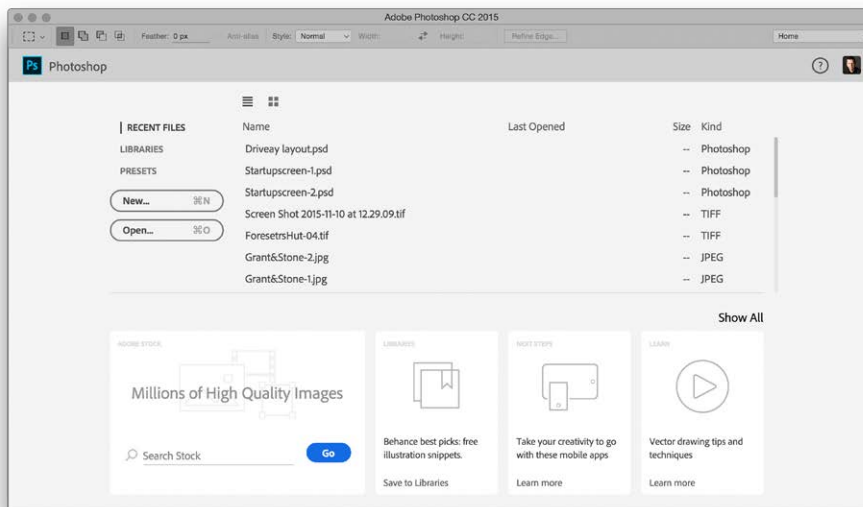 Adobe Photoshop CC 2015
Feather: 0 px Anti-alias Style: Normal Width: Height: Refine Edge... Home
Ps Photoshop ?
RECENT FILES
LIBRARIES
PRESETS
New... ⌘N
Open... ⌘O
Name Last Opened Size Kind
Driveay layout.psd -- Photoshop
Startupscreen-1.psd -- Photoshop
Startupscreen-2.psd -- Photoshop
Screen Shot 2015-11-10 at 12.29.09.tif -- TIFF
ForesetrsHut-04.tif -- TIFF
Grant&Stone-2.jpg -- JPEG
Grant&Stone-1.jpg -- JPEG
Show All
ADOBE STOCK
Millions of High Quality Images
Search Stock Go
LIBRARIES
Behance best picks: free
illustration snippets.
Save to Libraries
NEXT STEPS
Take your creativity to go
with these mobile apps
Learn more
LEARN
Vector drawing tips and
techniques
Learn more